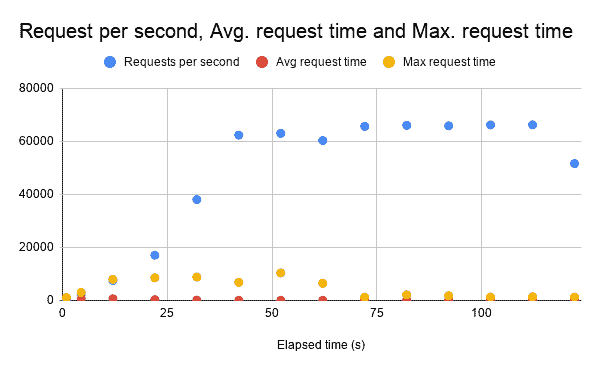 Request per second, Avg. request time and Max. request time
Requests per second Avg request time Max request time
80000
60000
40000
20000
0
0 25 50 75 100
Elapsed time (s)